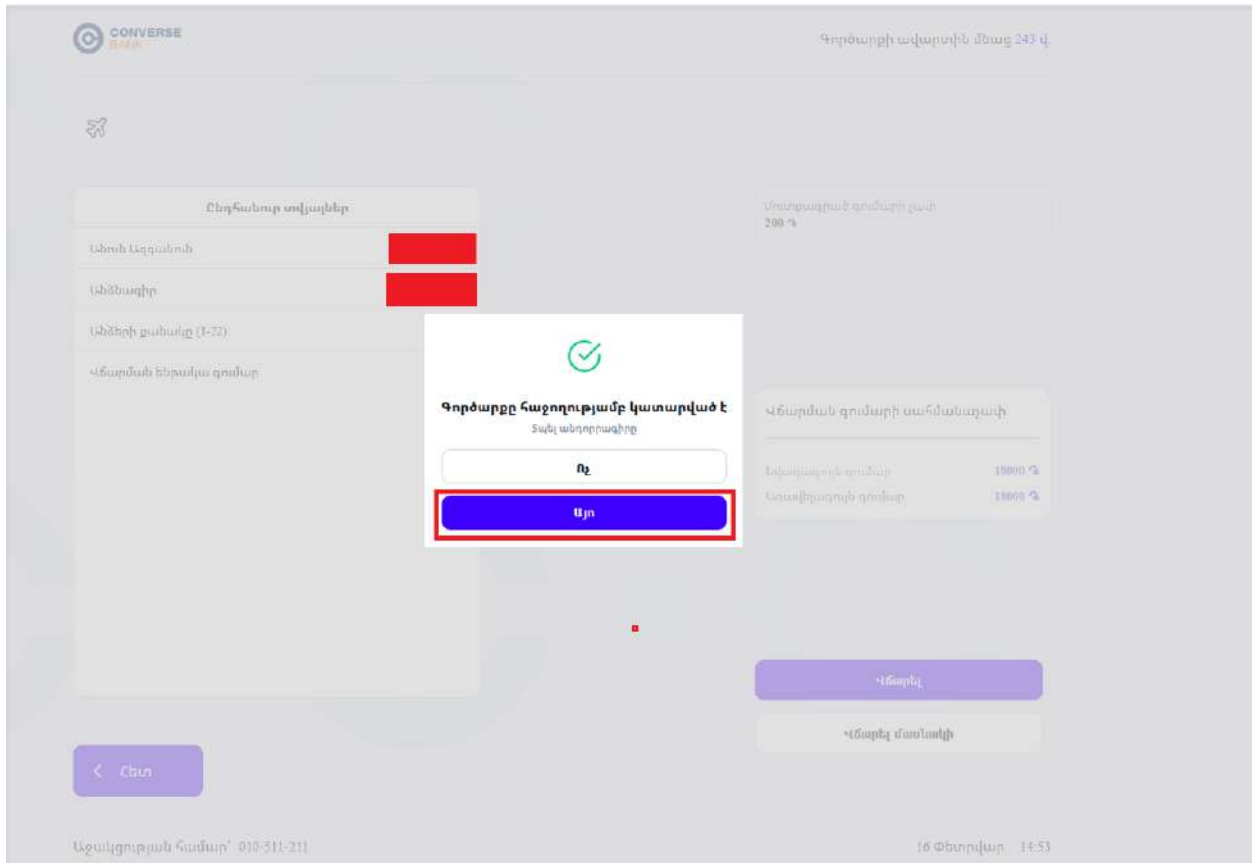 CONVERSE
BANK
Գործարքի ավարտին մնաց 243 վ.
Ընդհանուր տվյալներ
Անուն Ազգանուն
Անձնագիր
Անձերի քանակը (1-22)
Վճարման ենթակա գումար
Մուտքագրած գումարի չափ
200 ֏
Գործարքը հաջողությամբ կատարված է
Տպել անդորրագիրը
Ոչ
Այո
Վճարման գումարի սահմանաչափ
Նվազագույն գումար 18000 ֏
Առավելագույն գումար 18000 ֏
Վճարել
Վճարել մասնակի
Հետ
Աջակցության համար՝ 010-511-211
16 Փետրվար 14:53